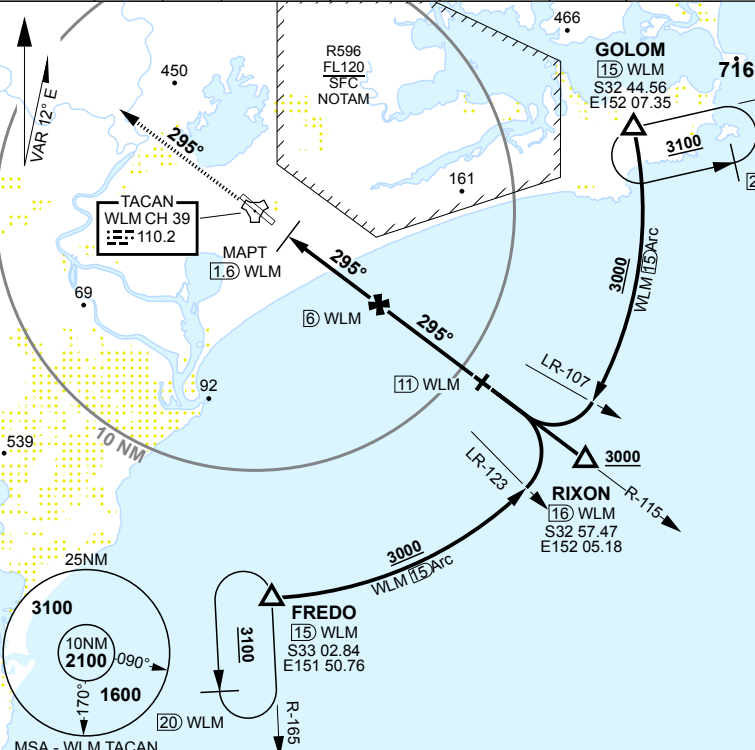 466
GOLOM
15 WLM
S32 44.56
E152 07.35
716
R596
FL120
SFC
NOTAM
450
VAR 12° E
295°
3100
2
161
TACAN
WLM CH 39
110.2
MAPT
1.6 WLM
295°
3000
WLM 15 Arc
69
6 WLM
295°
LR-107
11 WLM
92
10 NM
539
LR-123
3000
RIXON
16 WLM
S32 57.47
E152 05.18
R-115
3000
WLM 15 Arc
25NM
3100
10NM
2100
090°
1600
170°
MSA - WLM TACAN
FREDO
15 WLM
S33 02.84
E151 50.76
3100
20 WLM
R-165